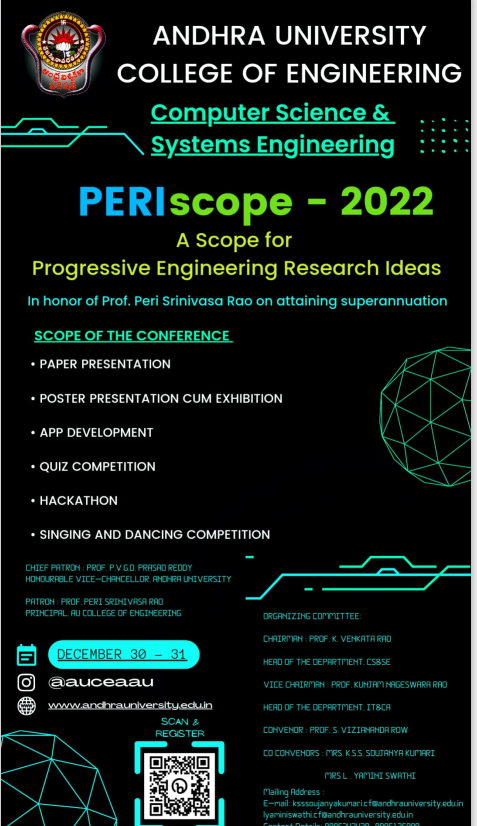 ANDHRA UNIVERSITY
COLLEGE OF ENGINEERING
Computer Science &
Systems Engineering
PERIscope - 2022
A Scope for
Progressive Engineering Research Ideas
In honor of Prof. Peri Srinivasa Rao on attaining superannuation
SCOPE OF THE CONFERENCE
• PAPER PRESENTATION
• POSTER PRESENTATION CUM EXHIBITION
• APP DEVELOPMENT
• QUIZ COMPETITION
• HACKATHON
• SINGING AND DANCING COMPETITION
CHIEF PATRON : PROF. P.V.G.D. PRASAD REDDY
HONOURABLE VICE-CHANCELLOR, ANDHRA UNIVERSITY
PATRON : PROF. PERI SRINIVASA RAO
PRINCIPAL, AU COLLEGE OF ENGINEERING
DECEMBER 30 - 31
@auceaau
www.andhrauniversity.edu.in
SCAN &
REGISTER
ORGANIZING COMMITTEE:
CHAIRMAN : PROF. K. VENKATA RAO
HEAD OF THE DEPARTMENT, CS&SE
VICE CHAIRMAN : PROF. KUNJAM NAGESWARA RAO
HEAD OF THE DEPARTMENT, IT&CA
CONVENOR : PROF. S. VIZIANANDA ROW
CO CONVENORS : MRS. K.S.S. SOUJANYA KUMARI
MRS L . YAMINI SWATHI
Mailing Address :
E-mail: ksssoujanyakumari.cf@andhrauniversity.edu.in
lyaminiswathi.cf@andhrauniversity.edu.in
Contact Details: